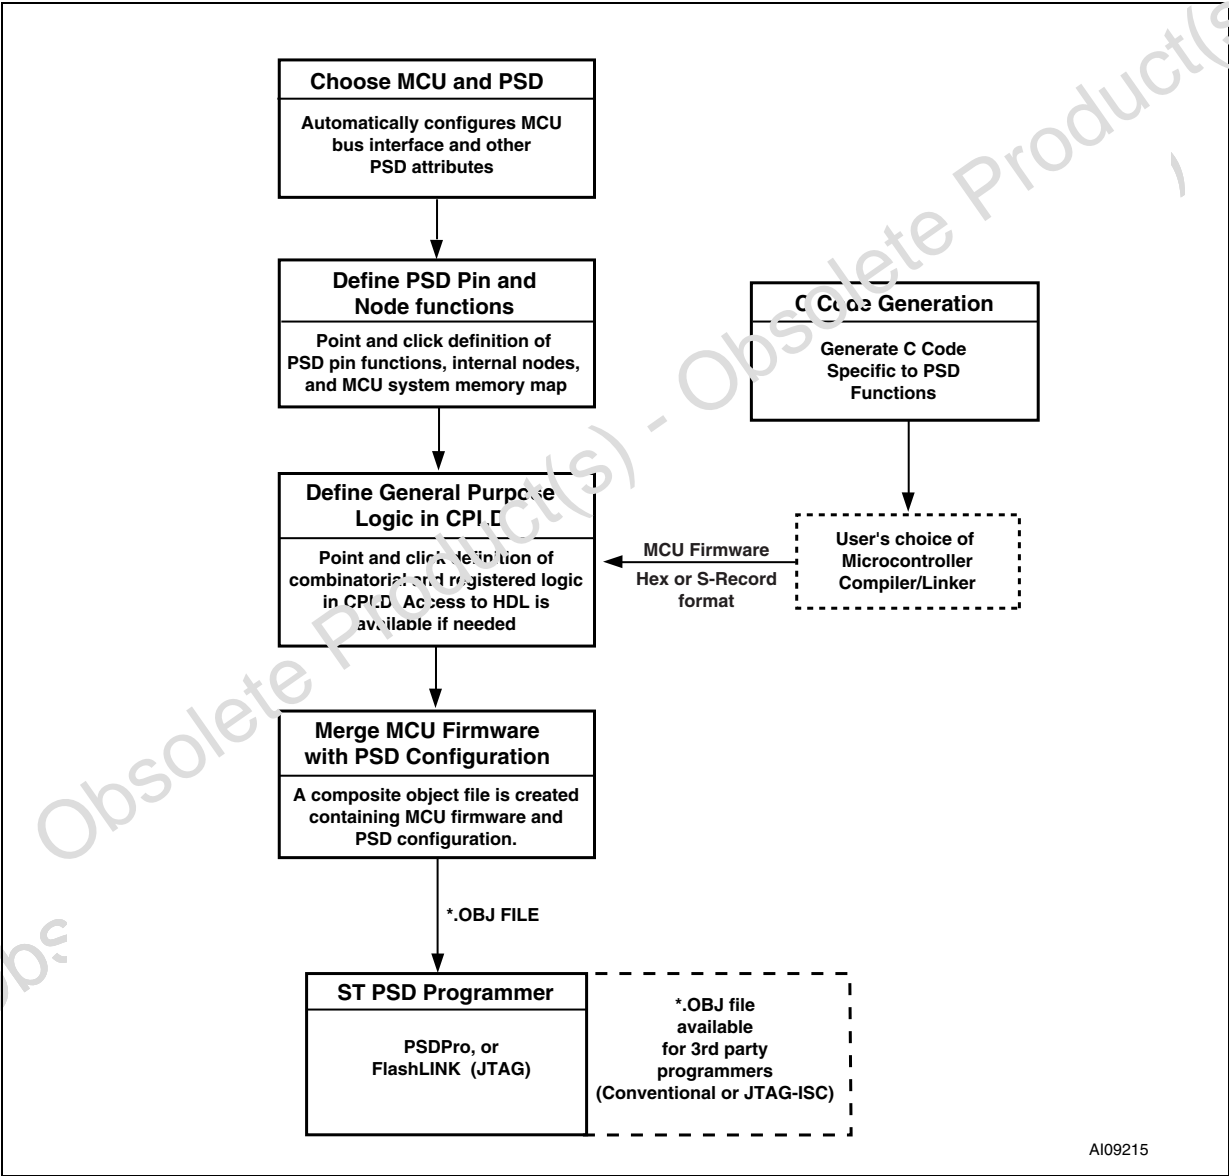 Choose MCU and PSD
Automatically configures MCU
bus interface and other
PSD attributes
Define PSD Pin and
Node functions
Point and click definition of
PSD pin functions, internal nodes,
and MCU system memory map
C Code Generation
Generate C Code
Specific to PSD
Functions
Define General Purpose
Logic in CPLD
Point and click definition of
combinatorial and registered logic
in CPLD. Access to HDL is
available if needed
MCU Firmware
Hex or S-Record
format
User's choice of
Microcontroller
Compiler/Linker
Merge MCU Firmware
with PSD Configuration
A composite object file is created
containing MCU firmware and
PSD configuration.
*.OBJ FILE
ST PSD Programmer
PSDPro, or
FlashLINK (JTAG)
*.OBJ file
available
for 3rd party
programmers
(Conventional or JTAG-ISC)
AI09215
Obsolete Product(s) - Obsolete Product(s